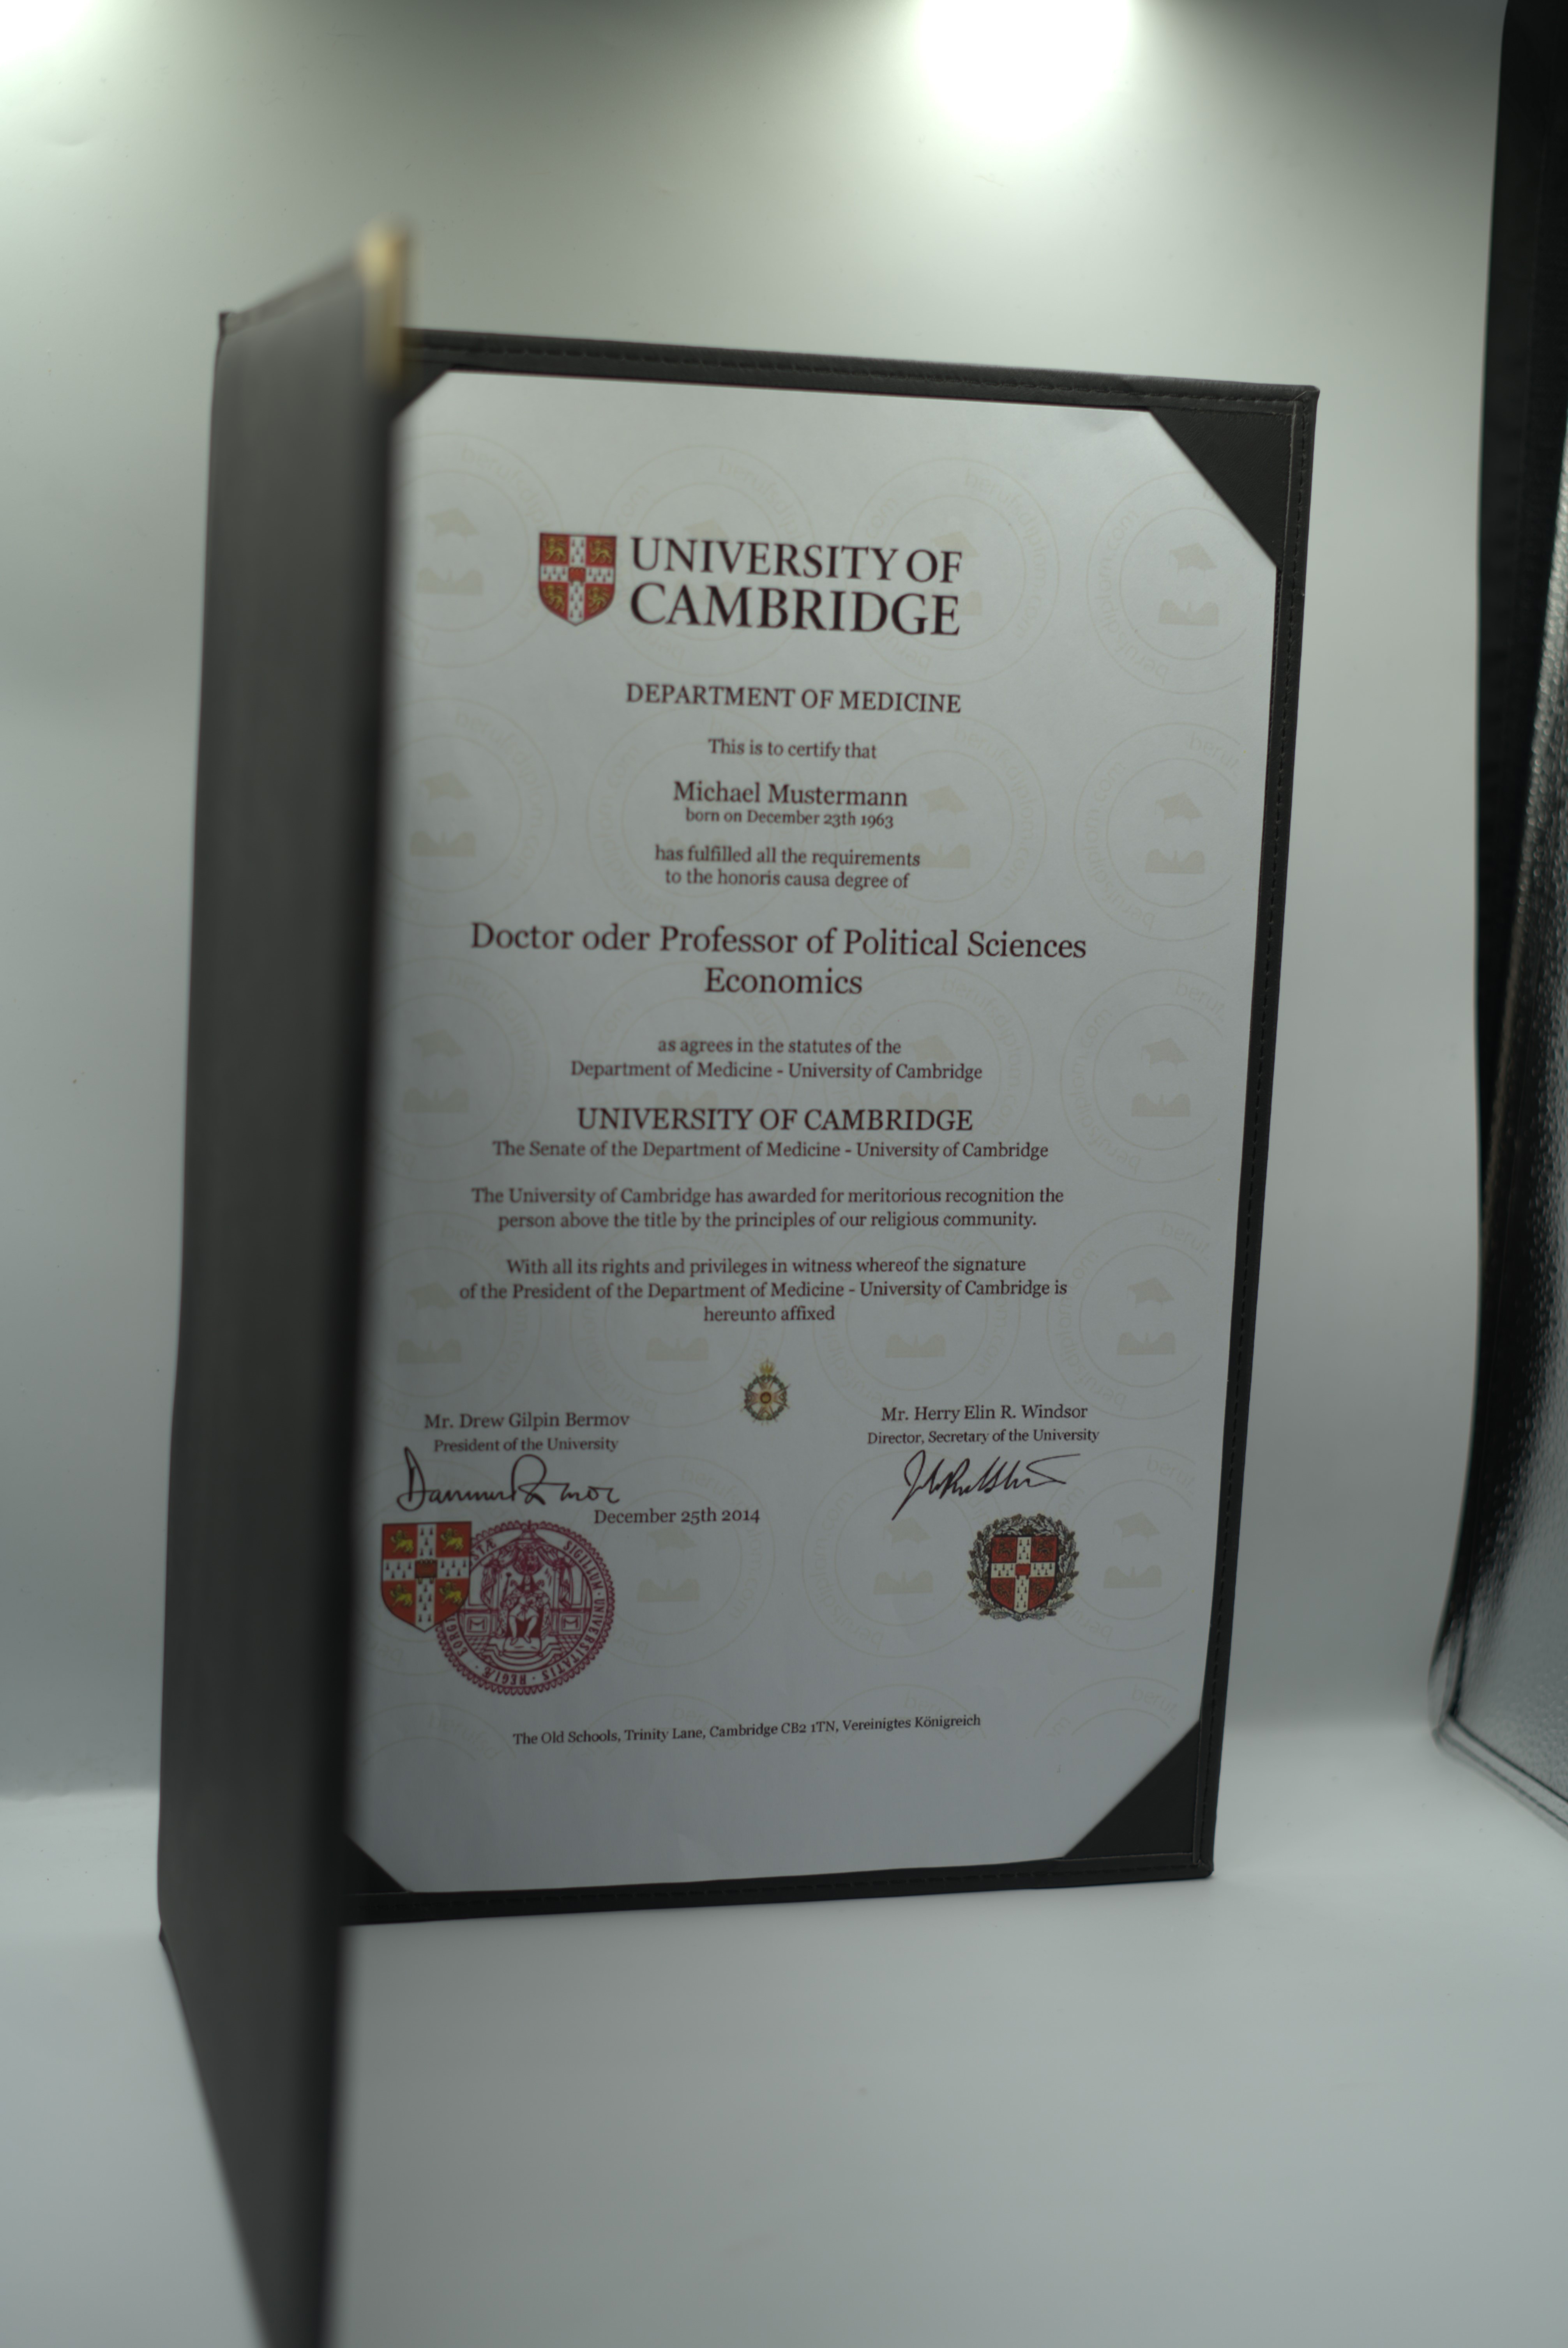 UNIVERSITY OF
CAMBRIDGE
DEPARTMENT OF MEDICINE
This is to certify that
Michael Mustermann
born on December 23th 1963
has fulfilled all the requirements
to the honoris causa degree of
Doctor oder Professor of Political Sciences
Economics
as agrees in the statutes of the
Department of Medicine - University of Cambridge
UNIVERSITY OF CAMBRIDGE
The Senate of the Department of Medicine - University of Cambridge
The University of Cambridge has awarded for meritorious recognition the
person above the title by the principles of our religious community.
With all its rights and privileges in witness whereof the signature
of the President of the Department of Medicine - University of Cambridge is
hereunto affixed
Mr. Drew Gilpin Bermov
President of the University
Mr. Herry Elin R. Windsor
Director, Secretary of the University
December 25th 2014
SIGILLUM · UNIVERSITATIS · REGIÆ ·
The Old Schools, Trinity Lane, Cambridge CB2 1TN, Vereinigtes Königreich